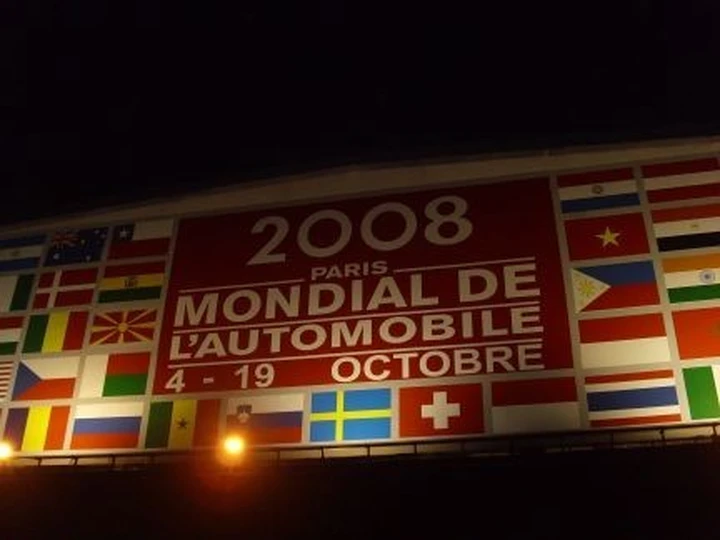 2008
PARIS
MONDIAL DE
L'AUTOMOBILE
4 - 19 OCTOBRE